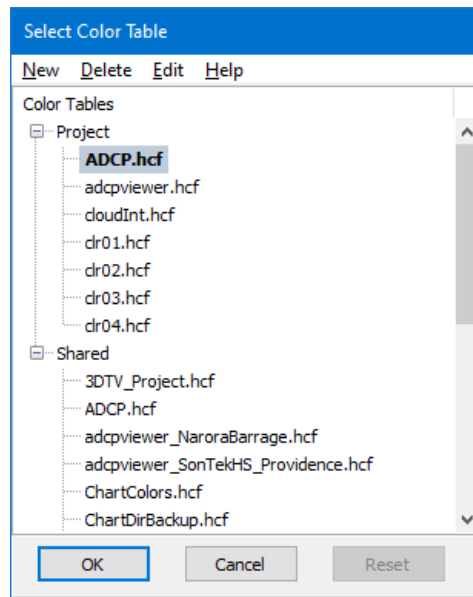 Select Color Table
New Delete Edit Help
Color Tables
Project
ADCP.hcf
adcpviewer.hcf
cloudInt.hcf
clr01.hcf
clr02.hcf
clr03.hcf
clr04.hcf
Shared
3DTV_Project.hcf
ADCP.hcf
adcpviewer_NaroraBarrage.hcf
adcpviewer_SonTekHS_Providence.hcf
ChartColors.hcf
ChartDirBackup.hcf
OK Cancel Reset